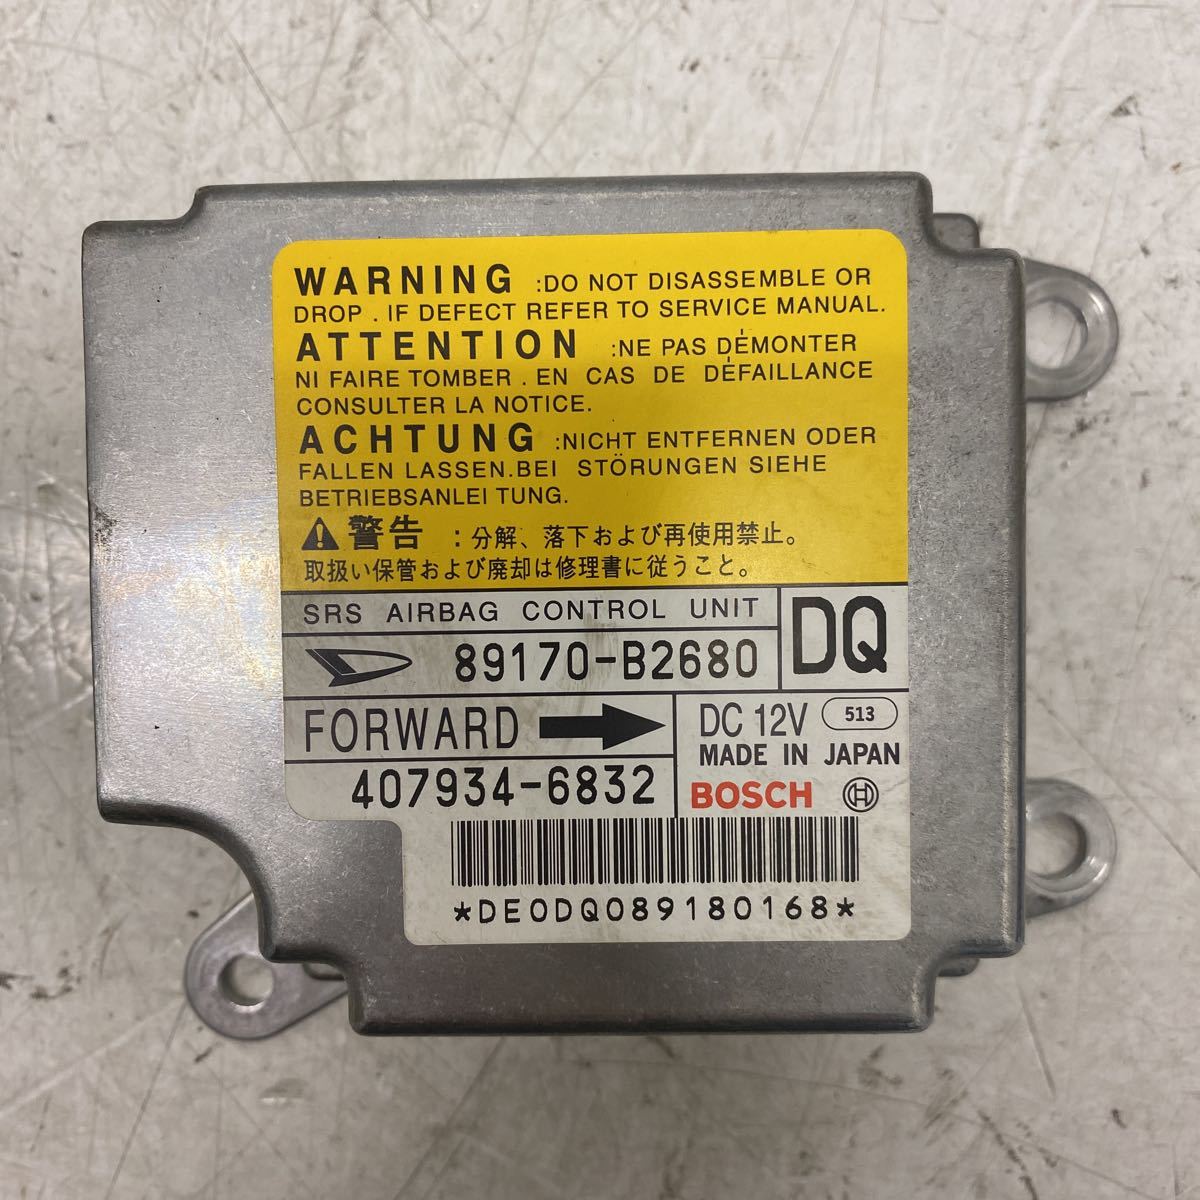 WARNING :DO NOT DISASSEMBLE OR
DROP . IF DEFECT REFER TO SERVICE MANUAL.
ATTENTION :NE PAS DÉMONTER
NI FAIRE TOMBER . EN CAS DE DÉFAILLANCE
CONSULTER LA NOTICE.
ACHTUNG :NICHT ENTFERNEN ODER
FALLEN LASSEN.BEI STÖRUNGEN SIEHE
BETRIEBSANLEI TUNG.
警告 : 分解、落下および再使用禁止。
取扱い保管および廃却は修理書に従うこと。
SRS AIRBAG CONTROL UNIT
89170-B2680
DQ
FORWARD
DC 12V 513
MADE IN JAPAN
407934-6832
BOSCH
*DE0DQ089180168*